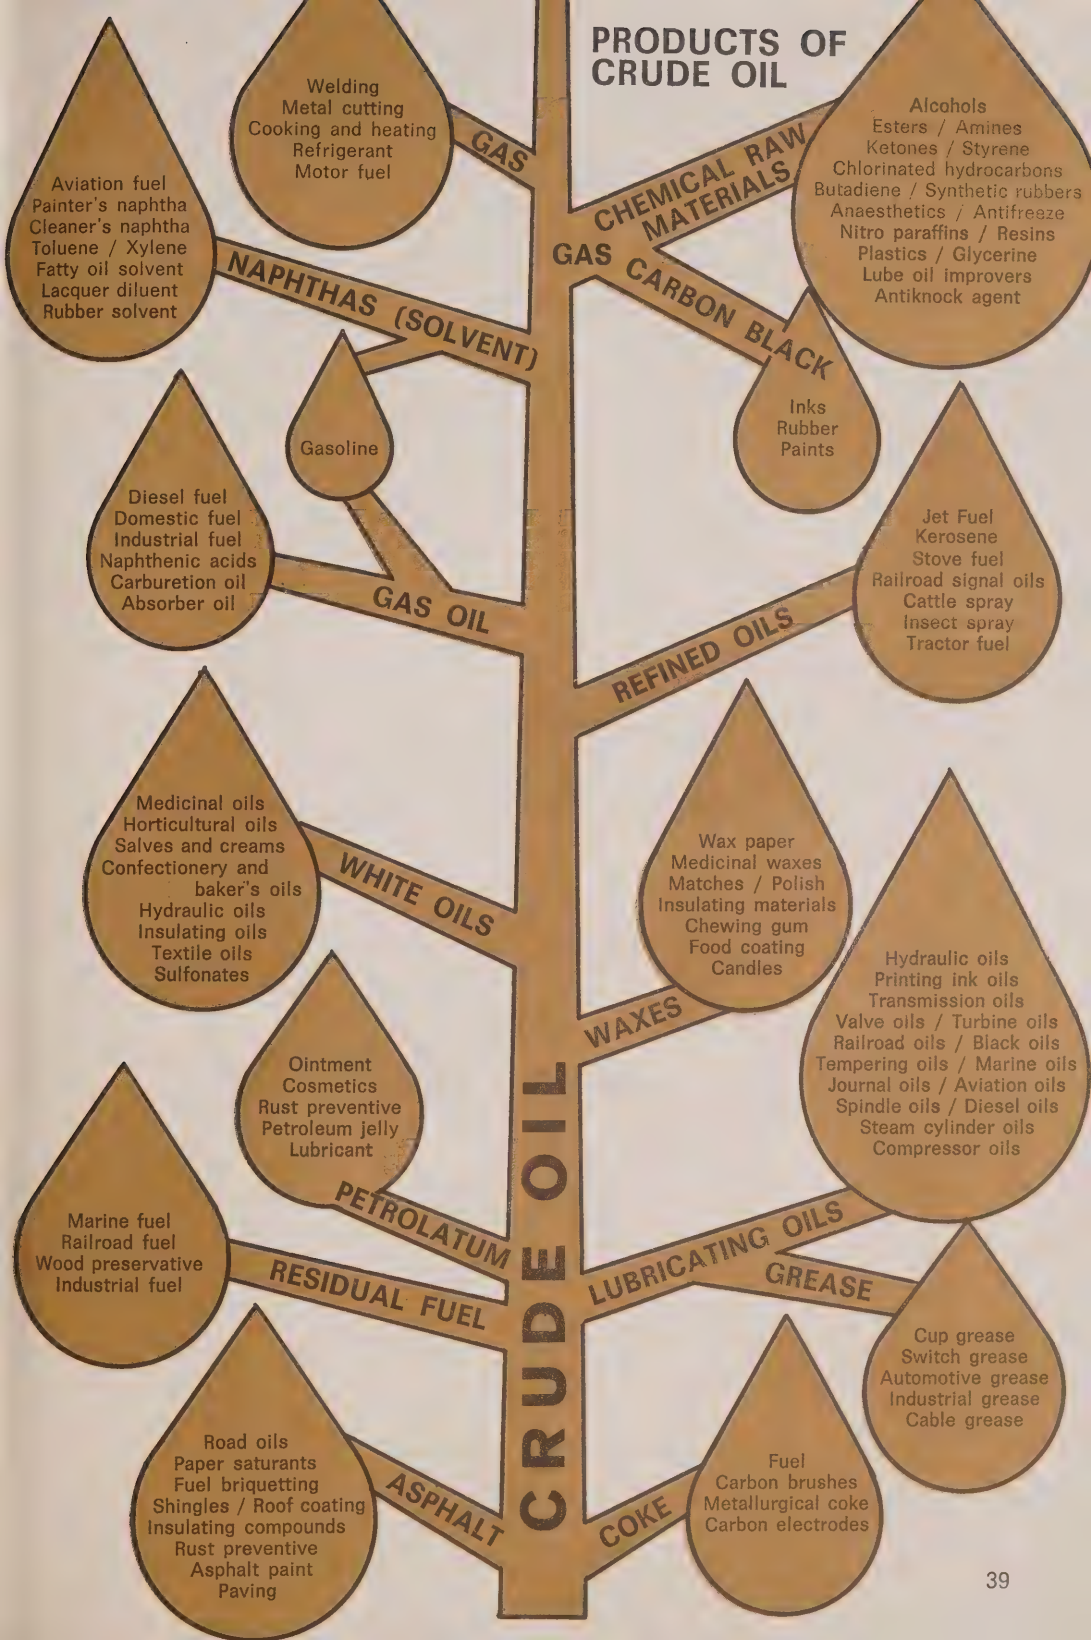 PRODUCTS OF
CRUDE OIL
Welding
Metal cutting
Cooking and heating
Refrigerant
Motor fuel
GAS
Alcohols
Esters / Amines
Ketones / Styrene
Chlorinated hydrocarbons
Butadiene / Synthetic rubbers
Anaesthetics / Antifreeze
Nitro paraffins / Resins
Plastics / Glycerine
Lube oil improvers
Antiknock agent
CHEMICAL RAW
MATERIALS
GAS
CARBON BLACK
Inks
Rubber
Paints
Aviation fuel
Painter's naphtha
Cleaner's naphtha
Toluene / Xylene
Fatty oil solvent
Lacquer diluent
Rubber solvent
NAPHTHAS (SOLVENT)
Gasoline
Diesel fuel
Domestic fuel
Industrial fuel
Naphthenic acids
Carburetion oil
Absorber oil
GAS OIL
Jet Fuel
Kerosene
Stove fuel
Railroad signal oils
Cattle spray
Insect spray
Tractor fuel
REFINED OILS
Medicinal oils
Horticultural oils
Salves and creams
Confectionery and
baker's oils
Hydraulic oils
Insulating oils
Textile oils
Sulfonates
WHITE OILS
Wax paper
Medicinal waxes
Matches / Polish
Insulating materials
Chewing gum
Food coating
Candles
WAXES
Hydraulic oils
Printing ink oils
Transmission oils
Valve oils / Turbine oils
Railroad oils / Black oils
Tempering oils / Marine oils
Journal oils / Aviation oils
Spindle oils / Diesel oils
Steam cylinder oils
Compressor oils
LUBRICATING OILS
GREASE
Ointment
Cosmetics
Rust preventive
Petroleum jelly
Lubricant
PETROLATUM
CRUDE OIL
Marine fuel
Railroad fuel
Wood preservative
Industrial fuel
RESIDUAL FUEL
Cup grease
Switch grease
Automotive grease
Industrial grease
Cable grease
Road oils
Paper saturants
Fuel briquetting
Shingles / Roof coating
Insulating compounds
Rust preventive
Asphalt paint
Paving
ASPHALT
Fuel
Carbon brushes
Metallurgical coke
Carbon electrodes
COKE
39